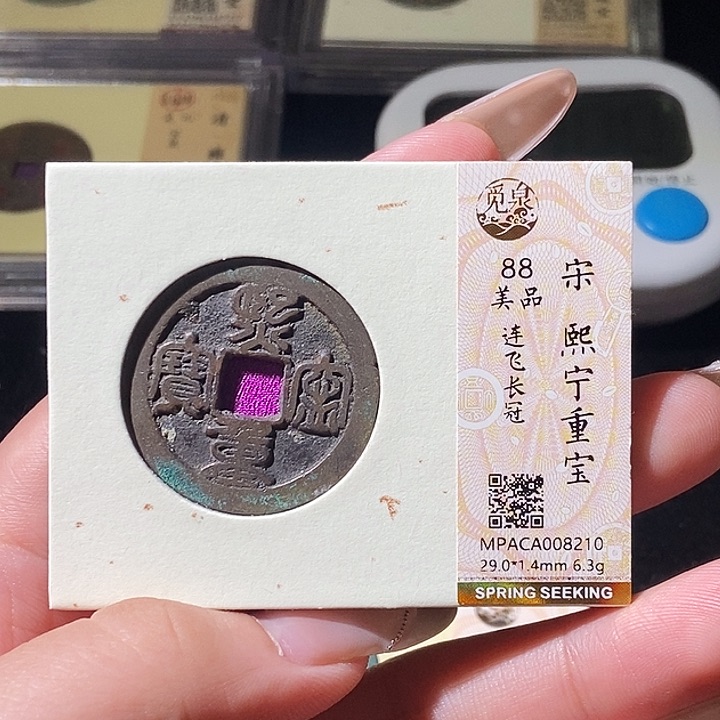 熙寧重寶
觅泉
宋 熙宁重宝
88
美品
连飞长冠
MPACA008210
29.0*1.4mm 6.3g
SPRING SEEKING